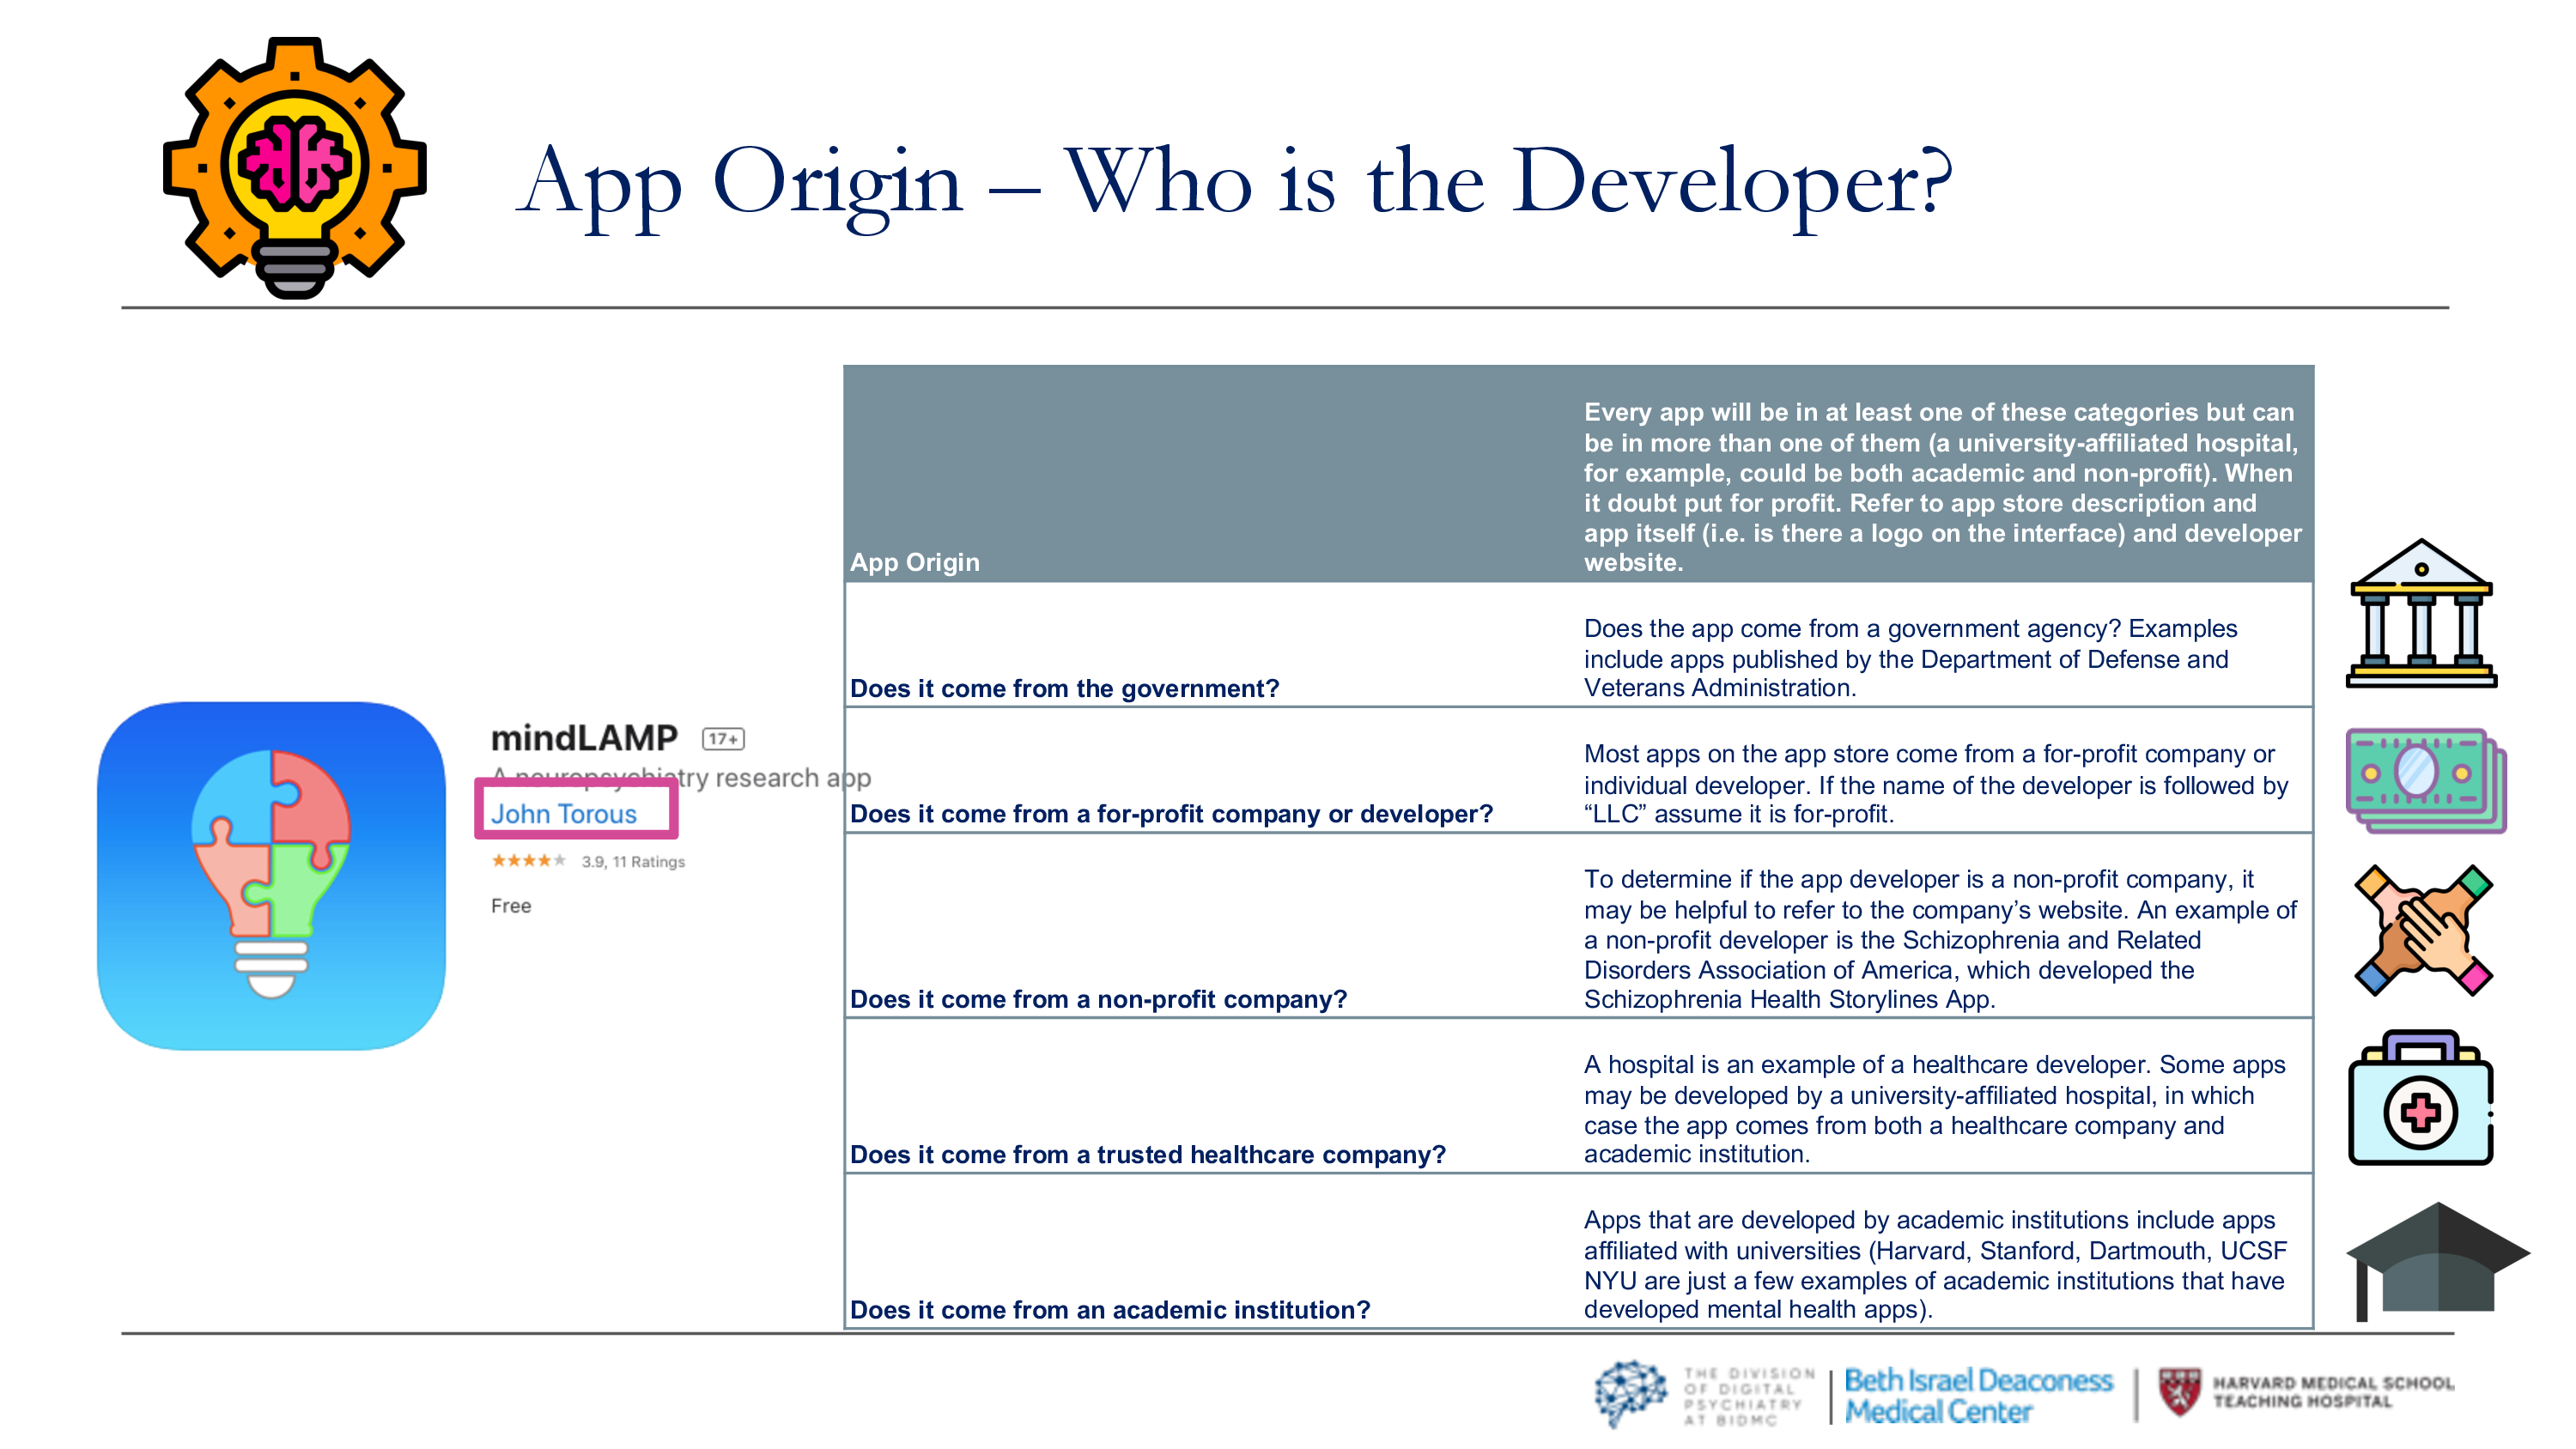 App Origin – Who is the Developer?
mindLAMP 17+
A neuropsychiatry research app
John Torous
3.9, 11 Ratings
Free
App Origin
Every app will be in at least one of these categories but can
be in more than one of them (a university-affiliated hospital,
for example, could be both academic and non-profit). When
it doubt put for profit. Refer to app store description and
app itself (i.e. is there a logo on the interface) and developer
website.
Does it come from the government?
Does the app come from a government agency? Examples
include apps published by the Department of Defense and
Veterans Administration.
Does it come from a for-profit company or developer?
Most apps on the app store come from a for-profit company or
individual developer. If the name of the developer is followed by
“LLC” assume it is for-profit.
Does it come from a non-profit company?
To determine if the app developer is a non-profit company, it
may be helpful to refer to the company’s website. An example of
a non-profit developer is the Schizophrenia and Related
Disorders Association of America, which developed the
Schizophrenia Health Storylines App.
Does it come from a trusted healthcare company?
A hospital is an example of a healthcare developer. Some apps
may be developed by a university-affiliated hospital, in which
case the app comes from both a healthcare company and
academic institution.
Does it come from an academic institution?
Apps that are developed by academic institutions include apps
affiliated with universities (Harvard, Stanford, Dartmouth, UCSF
NYU are just a few examples of academic institutions that have
developed mental health apps).
THE DIVISION
OF DIGITAL
PSYCHIATRY
AT BIDMC
Beth Israel Deaconess
Medical Center
HARVARD MEDICAL SCHOOL
TEACHING HOSPITAL